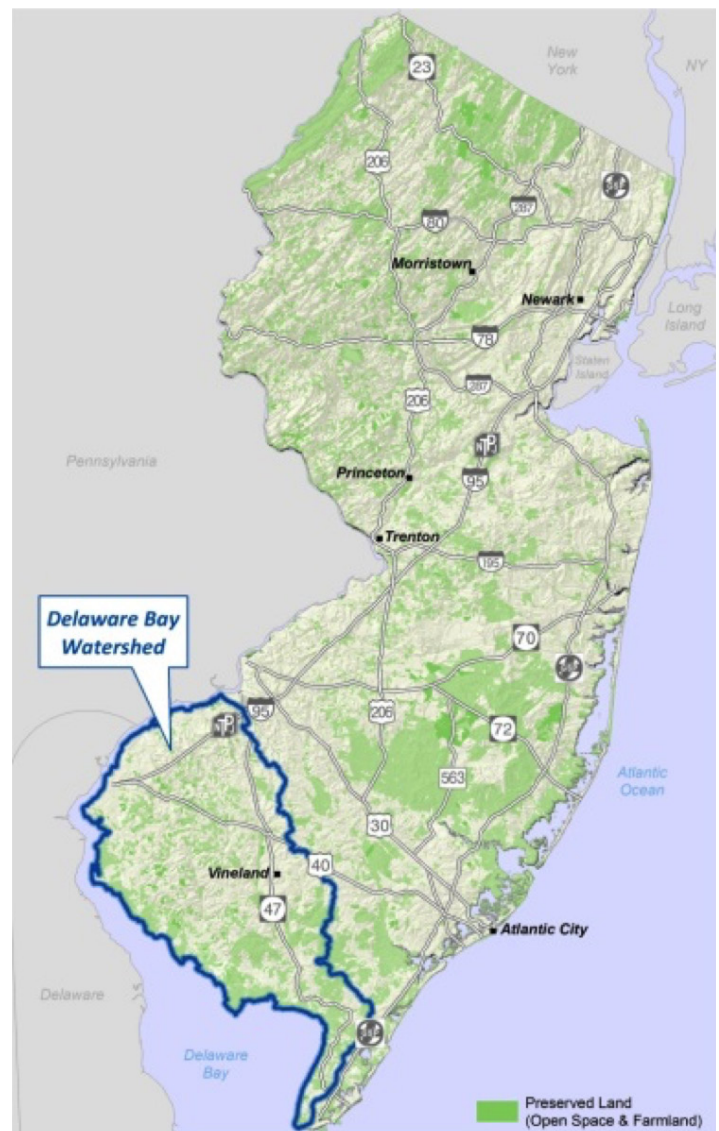 New
York
NY
23
206
287
80
Morristown
Newark
Long
Island
78
Staten
Island
287
206
Pennsylvania
Princeton
95
Trenton
195
Delaware Bay
Watershed
70
95
206
72
563
Atlantic
Ocean
30
40
Vineland
47
Atlantic City
Delaware
Delaware
Bay
Preserved Land
(Open Space & Farmland)